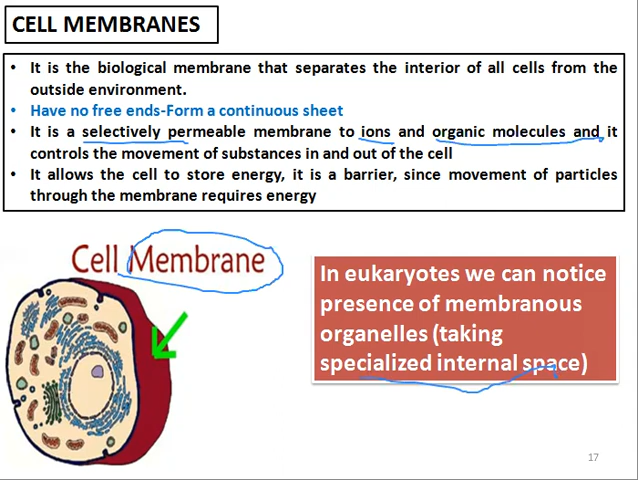 CELL MEMBRANES
• It is the biological membrane that separates the interior of all cells from the
outside environment.
• Have no free ends-Form a continuous sheet
• It is a selectively permeable membrane to ions and organic molecules and it
controls the movement of substances in and out of the cell
• It allows the cell to store energy, it is a barrier, since movement of particles
through the membrane requires energy
Cell Membrane
In eukaryotes we can notice
presence of membranous
organelles (taking
specialized internal space)
17